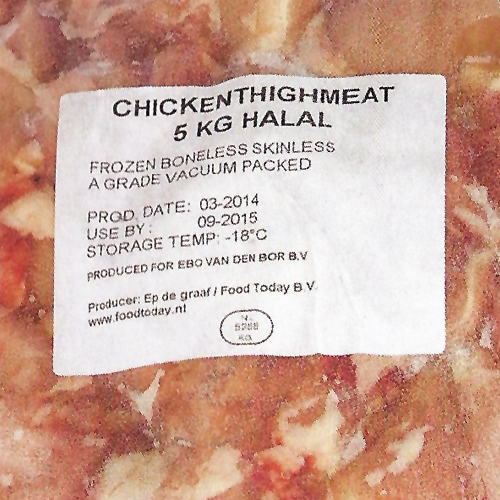 CHICKENTHIGHMEAT
5 KG HALAL
FROZEN BONELESS SKINLESS
A GRADE VACUUM PACKED
PROD. DATE: 03-2014
USE BY: 09-2015
STORAGE TEMP: -18°C
PRODUCED FOR EBO VAN DEN BOR B.V
Producer: Ep de graaf / Food Today B.V.
www.foodtoday.nl